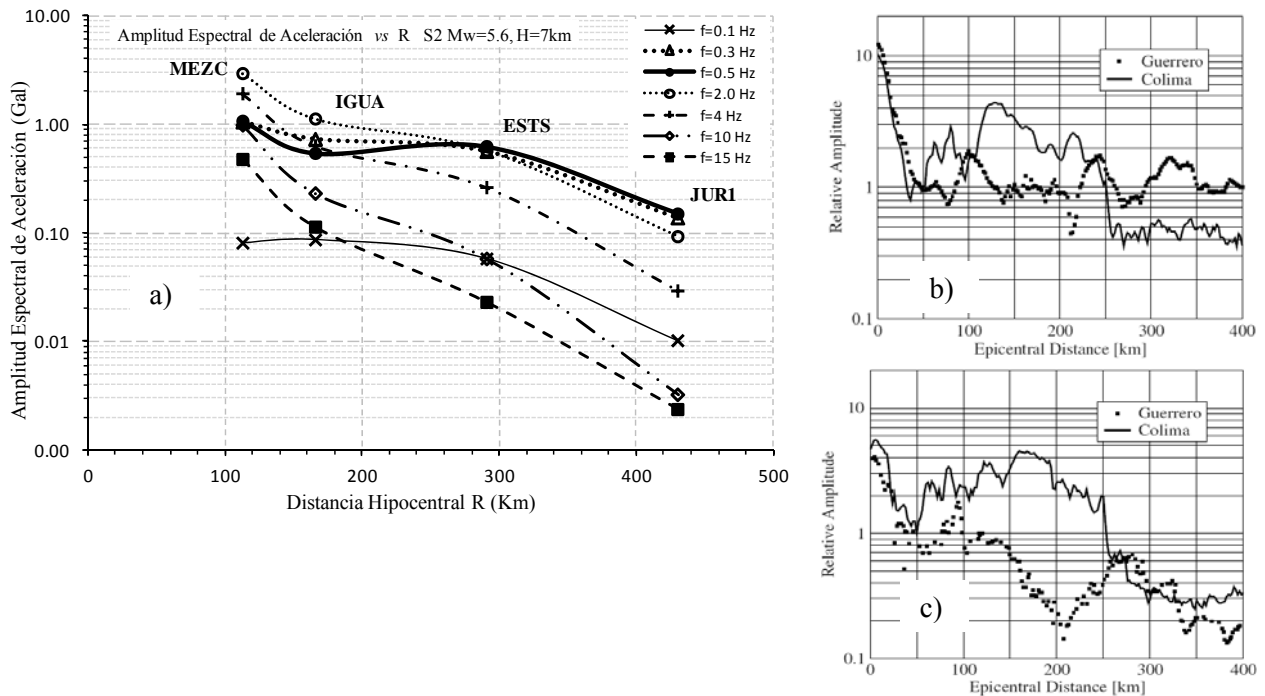 Amplitud Espectral de Aceleración vs R S2 Mw=5.6, H=7km
MEZC
IGUA
ESTS
JUR1
f=0.1 Hz
f=0.3 Hz
f=0.5 Hz
f=2.0 Hz
f=4 Hz
f=10 Hz
f=15 Hz
a)
Amplitud Espectral de Aceleración (Gal)
10.00
1.00
0.10
0.01
0.00
0
100
200
300
400
500
Distancia Hipocentral R (Km)
Guerrero
Colima
b)
Relative Amplitude
10
1
0.1
0
100
200
300
400
Epicentral Distance [km]
Guerrero
Colima
c)
Relative Amplitude
10
1
0.1
0
100
200
300
400
Epicentral Distance [km]